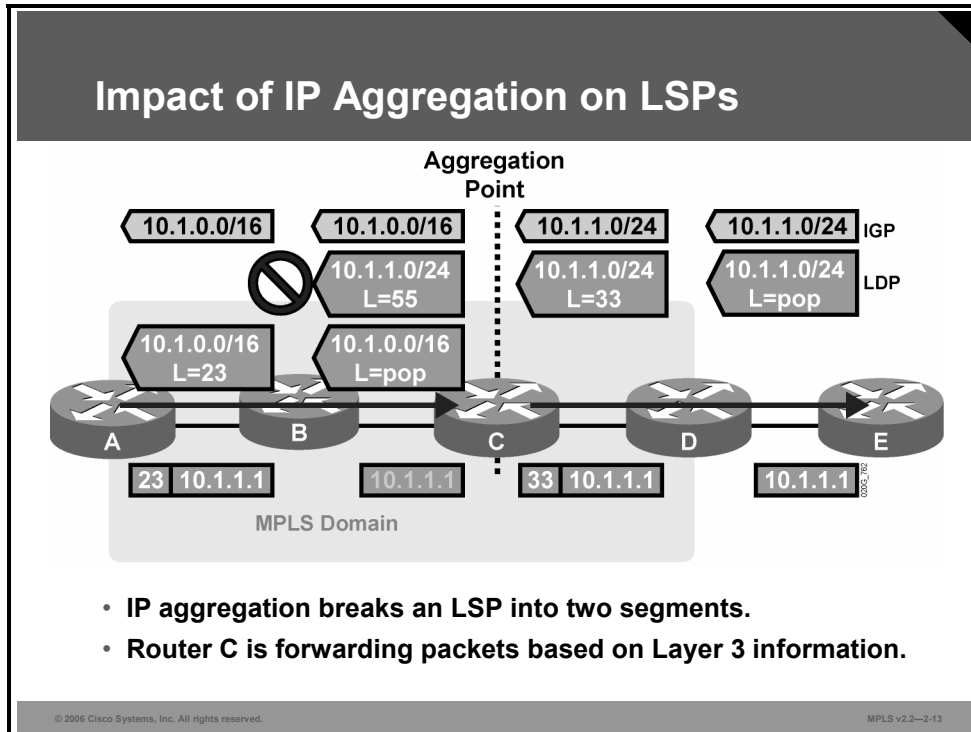 Impact of IP Aggregation on LSPs
Aggregation
Point
10.1.0.0/16 10.1.0.0/16 10.1.1.0/24 10.1.1.0/24 IGP
10.1.1.0/24 10.1.1.0/24 10.1.1.0/24 LDP
L=55 L=33 L=pop
10.1.0.0/16 10.1.0.0/16
L=23 L=pop
A B C D E
23 10.1.1.1 10.1.1.1 33 10.1.1.1 10.1.1.1
020G_762
MPLS Domain
• IP aggregation breaks an LSP into two segments.
• Router C is forwarding packets based on Layer 3 information.
© 2006 Cisco Systems, Inc. All rights reserved. MPLS v2.2—2-13